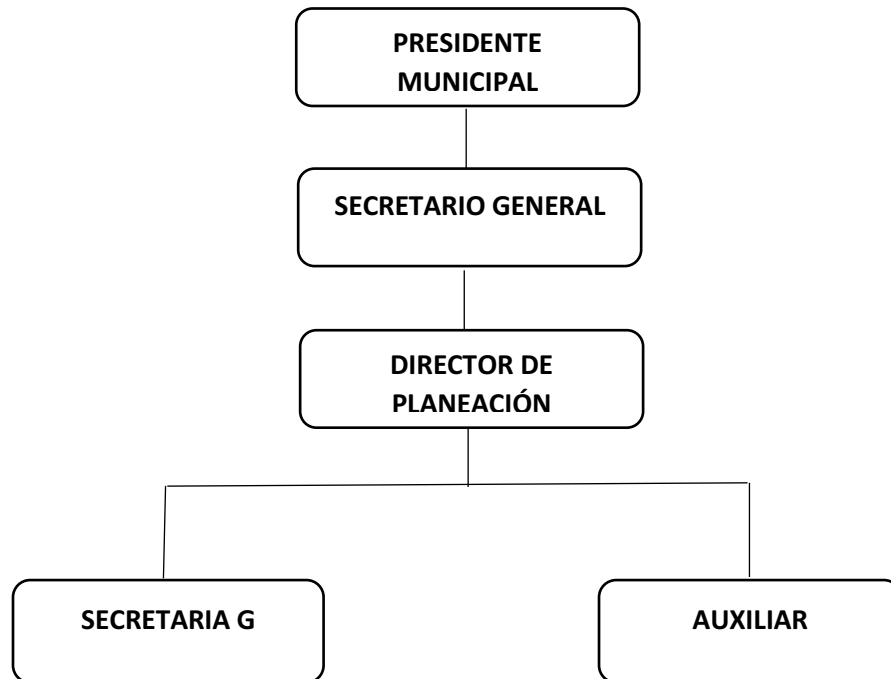 PRESIDENTE
MUNICIPAL
SECRETARIO GENERAL
DIRECTOR DE
PLANEACIÓN
SECRETARIA G
AUXILIAR